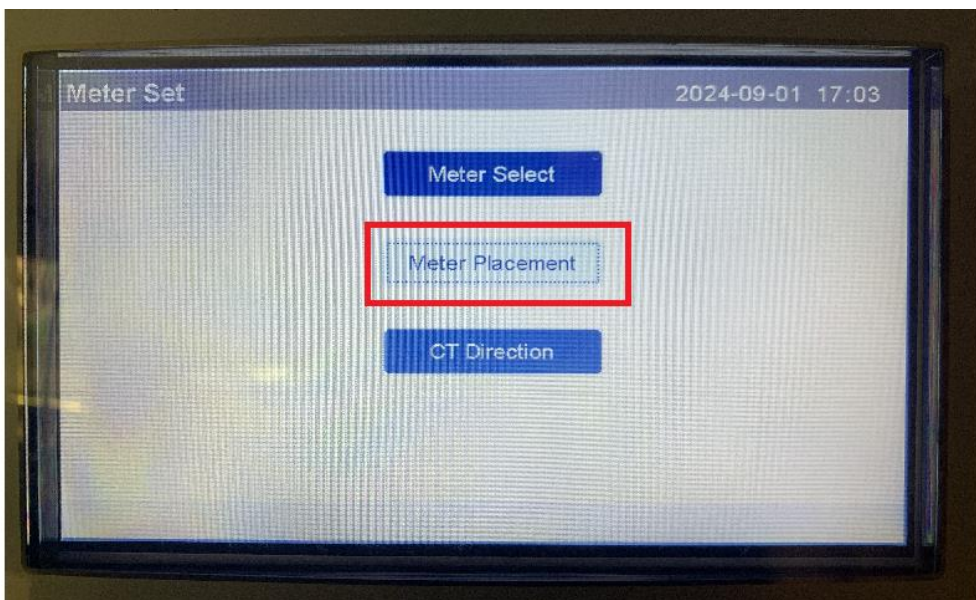 Meter Set
2024-09-01 17:03
Meter Select
Meter Placement
CT Direction